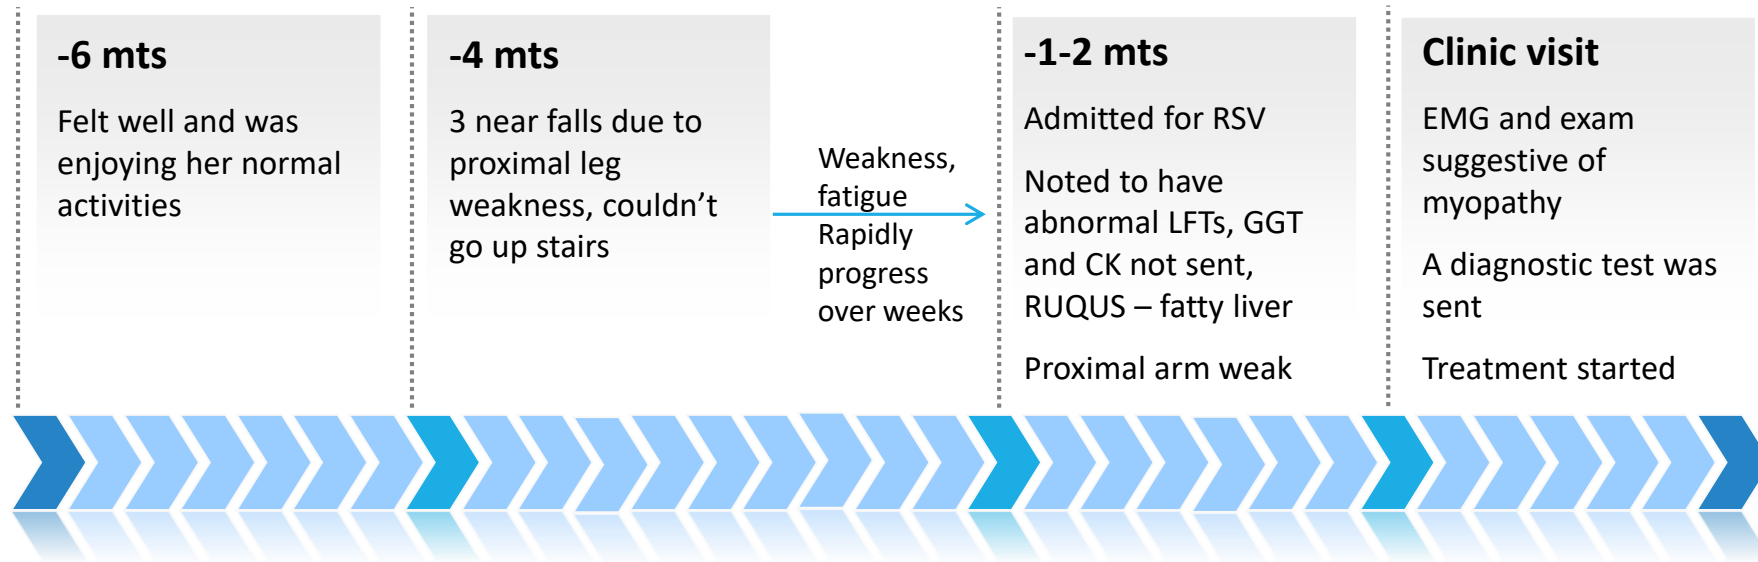 -6 mts
Felt well and was
enjoying her normal
activities
-4 mts
3 near falls due to
proximal leg
weakness, couldn’t
go up stairs
Weakness,
fatigue
Rapidly
progress
over weeks
-1-2 mts
Admitted for RSV
Noted to have
abnormal LFTs, GGT
and CK not sent,
RUQUS – fatty liver
Proximal arm weak
Clinic visit
EMG and exam
suggestive of
myopathy
A diagnostic test was
sent
Treatment started